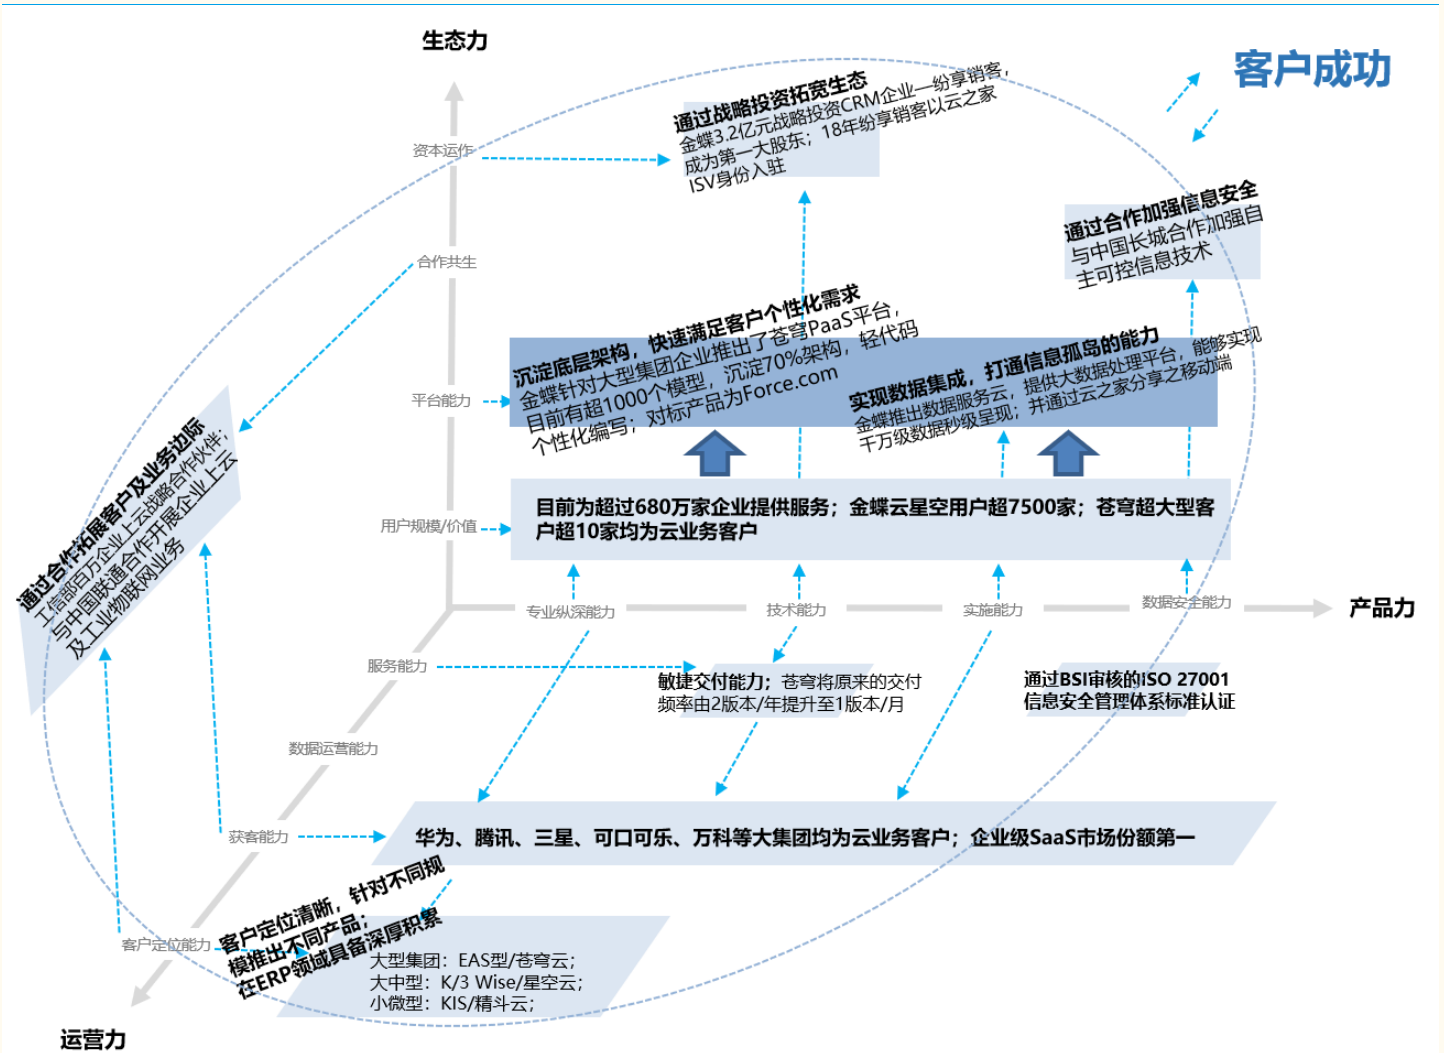 生态力
客户成功
通过战略投资拓宽生态
金蝶3.2亿元战略投资CRM企业—纷享销客，
成为第一大股东；18年纷享销客以云之家
ISV身份入驻
资本运作
通过合作加强信息安全
与中国长城合作加强自
主可控信息技术
合作共生
沉淀底层架构，快速满足客户个性化需求
金蝶针对大型集团企业推出了苍穹PaaS平台，
目前有超1000个模型，沉淀70%架构，轻代码
个性化编写；对标产品为Force.com
实现数据集成，打通信息孤岛的能力
金蝶推出数据服务云，提供大数据处理平台，能够实现
千万级数据秒级呈现；并通过云之家分享之移动端
平台能力
通过合作拓展客户及业务边际
工信部百万企业上云战略合作伙伴；
与中国联通合作开展企业上云
及工业物联网业务
用户规模/价值
目前为超过680万家企业提供服务；金蝶云星空用户超7500家；苍穹超大型客
户超10家均为云业务客户
专业纵深能力
技术能力
实施能力
数据安全能力
产品力
服务能力
敏捷交付能力；苍穹将原来的交付
频率由2版本/年提升至1版本/月
通过BSI审核的ISO 27001
信息安全管理体系标准认证
数据运营能力
获客能力
华为、腾讯、三星、可口可乐、万科等大集团均为云业务客户；企业级SaaS市场份额第一
客户定位能力
客户定位清晰，针对不同规
模推出不同产品；
在ERP领域具备深厚积累
大型集团：EAS型/苍穹云；
大中型：K/3 Wise/星空云；
小微型：KIS/精斗云；
运营力